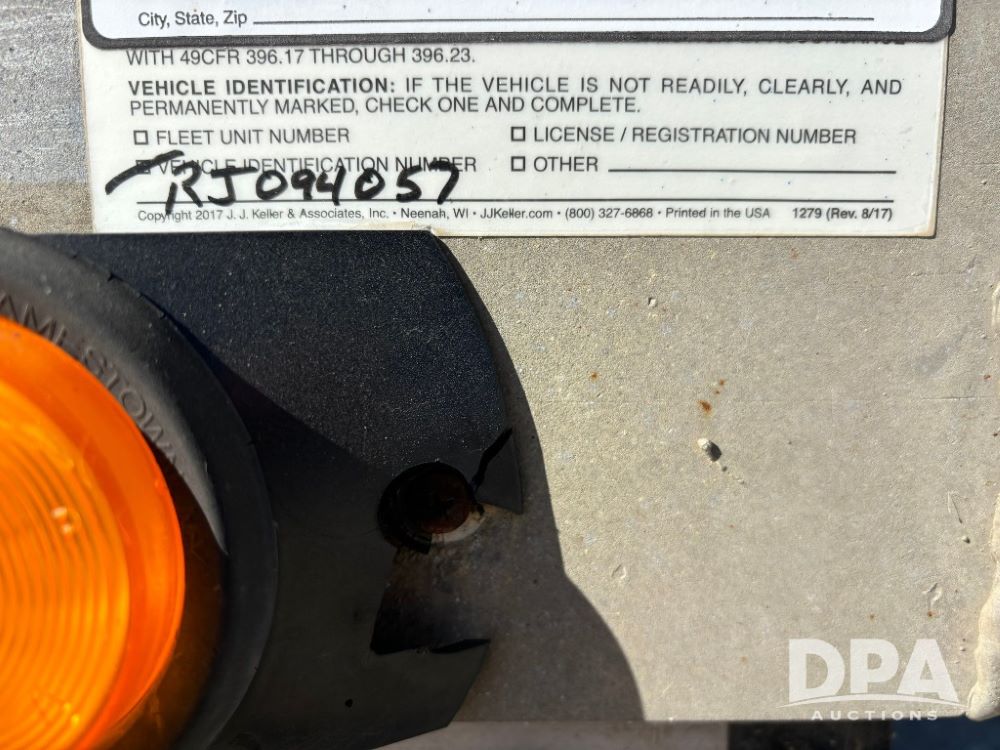 City, State, Zip
WITH 49CFR 396.17 THROUGH 396.23.
VEHICLE IDENTIFICATION: IF THE VEHICLE IS NOT READILY, CLEARLY, AND
PERMANENTLY MARKED, CHECK ONE AND COMPLETE.
☐ FLEET UNIT NUMBER ☐ LICENSE / REGISTRATION NUMBER
☐ VEHICLE IDENTIFICATION NUMBER ☐ OTHER
RJ094057
Copyright 2017 J. J. Keller & Associates, Inc. • Neenah, WI • JJKeller.com • (800) 327-6868 • Printed in the USA 1279 (Rev. 8/17)
DPA
AUCTIONS